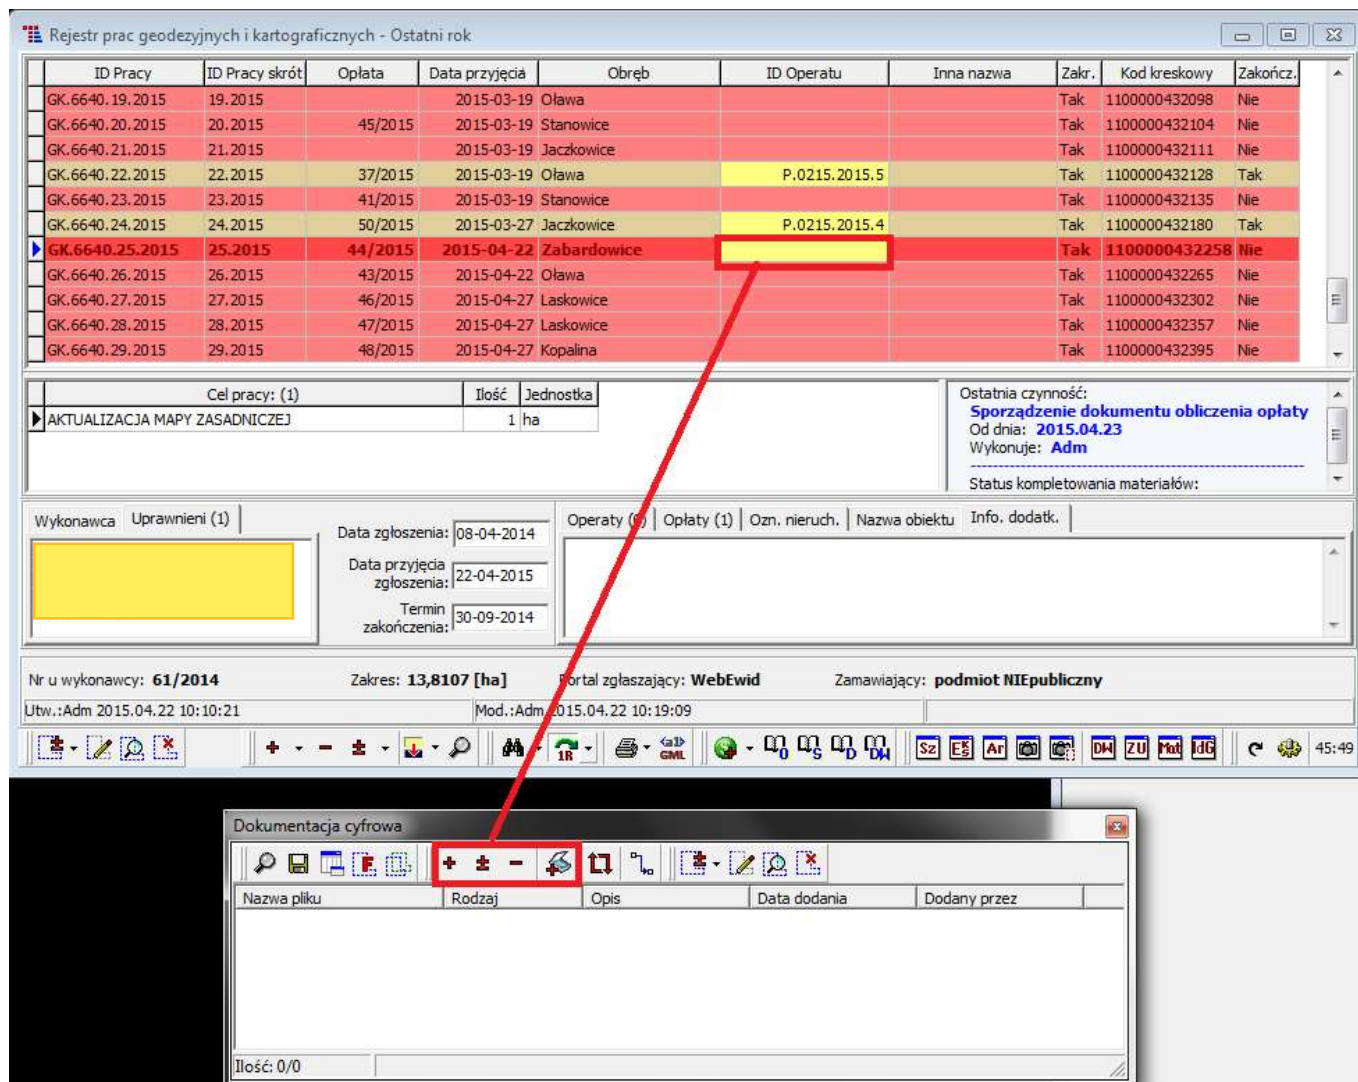 Rejestr prac geodezyjnych i kartograficznych - Ostatni rok
ID Pracy ID Pracy skrót Opłata Data przyjęcia Obręb ID Operatu Inna nazwa Zakr. Kod kreskowy Zakończ.
GK.6640.19.2015 19.2015 2015-03-19 Oława Tak 1100000432098 Nie
GK.6640.20.2015 20.2015 45/2015 2015-03-19 Stanowice Tak 1100000432104 Nie
GK.6640.21.2015 21.2015 2015-03-19 Jaczkowice Tak 1100000432111 Nie
GK.6640.22.2015 22.2015 37/2015 2015-03-19 Oława P.0215.2015.5 Tak 1100000432128 Tak
GK.6640.23.2015 23.2015 41/2015 2015-03-19 Stanowice Tak 1100000432135 Nie
GK.6640.24.2015 24.2015 50/2015 2015-03-27 Jaczkowice P.0215.2015.4 Tak 1100000432180 Tak
GK.6640.25.2015 25.2015 44/2015 2015-04-22 Zabardowice Tak 1100000432258 Nie
GK.6640.26.2015 26.2015 43/2015 2015-04-22 Oława Tak 1100000432265 Nie
GK.6640.27.2015 27.2015 46/2015 2015-04-27 Laskowice Tak 1100000432302 Nie
GK.6640.28.2015 28.2015 47/2015 2015-04-27 Laskowice Tak 1100000432357 Nie
GK.6640.29.2015 29.2015 48/2015 2015-04-27 Kopalina Tak 1100000432395 Nie
Cel pracy: (1) Ilość Jednostka
AKTUALIZACJA MAPY ZASADNICZEJ 1 ha
Ostatnia czynność:
Sporządzenie dokumentu obliczenia opłaty
Od dnia: 2015.04.23
Wykonuje: Adm
Status kompletowania materiałów:
Wykonawca Uprawnieni (1)
Data zgłoszenia: 08-04-2014
Data przyjęcia zgłoszenia: 22-04-2015
Termin zakończenia: 30-09-2014
Operaty Opłaty (1) Ozn. nieruch. Nazwa obiektu Info. dodatk.
Nr u wykonawcy: 61/2014 Zakres: 13,8107 [ha] Portal zgłaszający: WebEwid Zamawiający: podmiot NIEpubliczny
Utw.:Adm 2015.04.22 10:10:21 Mod.:Adm 2015.04.22 10:19:09
1R <a1> GML O S D DW Sz Ar DW ZU Mat IdG 45:49
Dokumentacja cyfrowa
F
Nazwa pliku Rodzaj Opis Data dodania Dodany przez
Ilość: 0/0